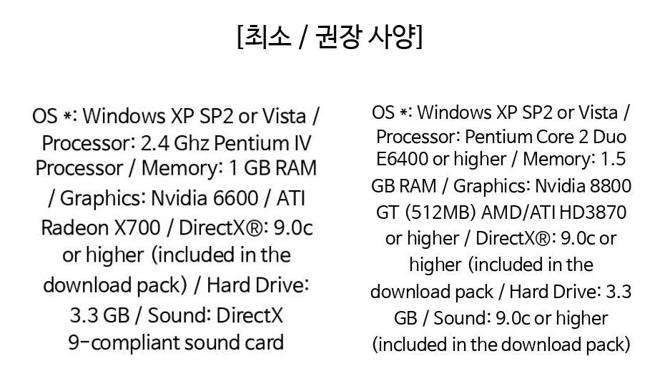 [최소 / 권장 사양]
OS *: Windows XP SP2 or Vista /
Processor: 2.4 Ghz Pentium IV
Processor / Memory: 1 GB RAM
/ Graphics: Nvidia 6600 / ATI
Radeon X700 / DirectX®: 9.0c
or higher (included in the
download pack) / Hard Drive:
3.3 GB / Sound: DirectX
9-compliant sound card
OS *: Windows XP SP2 or Vista /
Processor: Pentium Core 2 Duo
E6400 or higher / Memory: 1.5
GB RAM / Graphics: Nvidia 8800
GT (512MB) AMD/ATI HD3870
or higher / DirectX®: 9.0c or
higher (included in the
download pack / Hard Drive: 3.3
GB / Sound: 9.0c or higher
(included in the download pack)